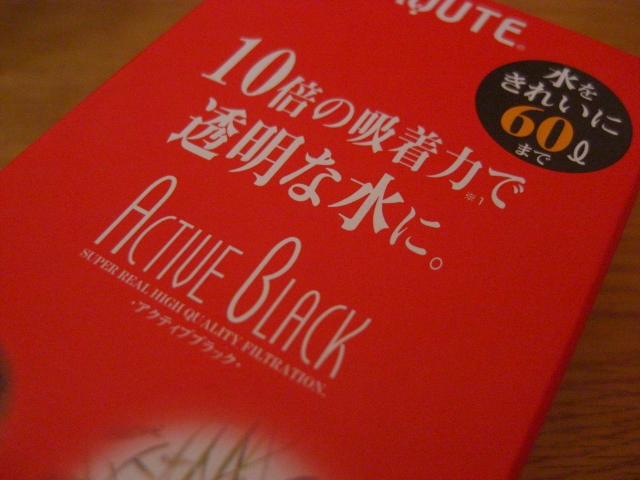 水を
きれいに
60ℓ
まで
10倍の吸着力で
※1
透明な水に。
ACTIVE BLACK
SUPER REAL HIGH QUALITY FILTRATION.
・アクティブブラック・